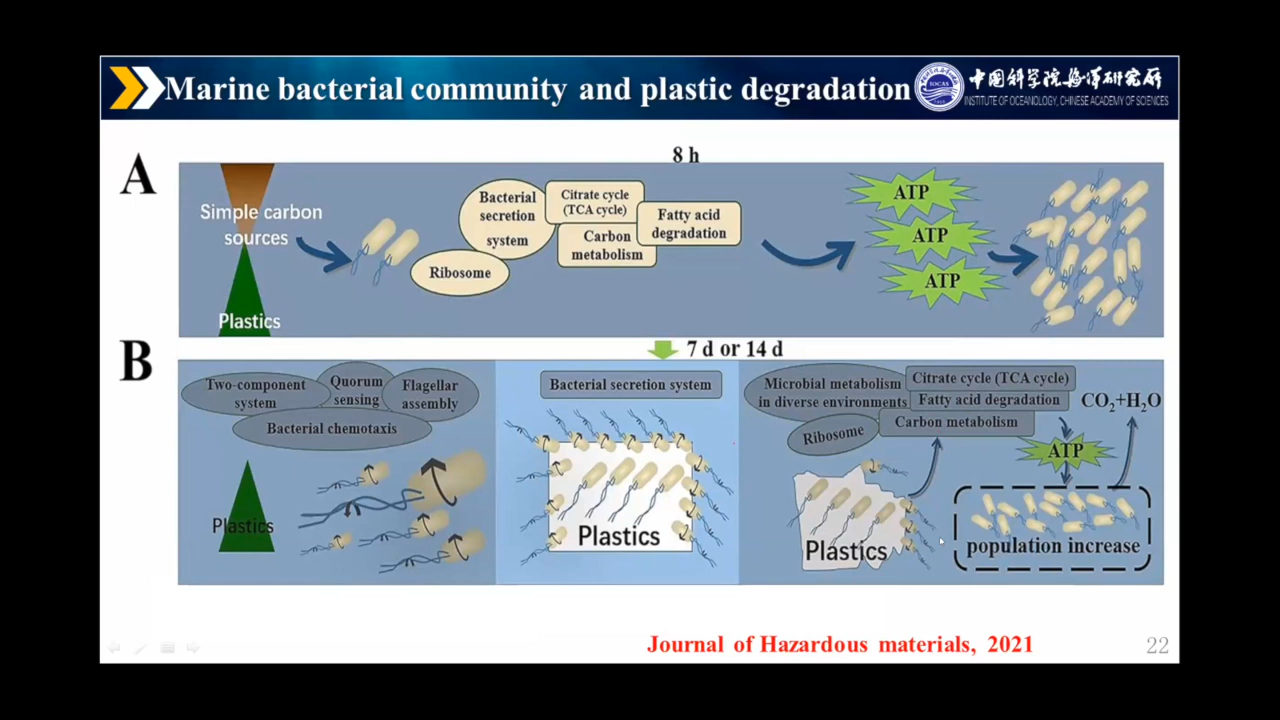 Marine bacterial community and plastic degradation
中国科学院海洋研究所
INSTITUTE OF OCEANOLOGY, CHINESE ACADEMY OF SCIENCES
IOCAS
A
8 h
Simple carbon
sources
Plastics
Bacterial
secretion
system
Citrate cycle
(TCA cycle)
Fatty acid
degradation
Carbon
metabolism
Ribosome
ATP
ATP
ATP
B
7 d or 14 d
Two-component
system
Quorum
sensing
Flagellar
assembly
Bacterial chemotaxis
Plastics
Bacterial secretion system
Plastics
Microbial metabolism
in diverse environments
Citrate cycle (TCA cycle)
Fatty acid degradation
Carbon metabolism
Ribosome
CO₂+H₂O
ATP
Plastics
population increase
Journal of Hazardous materials, 2021
22